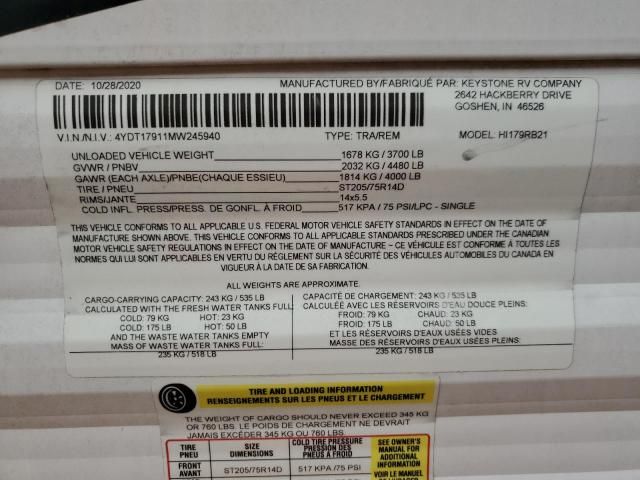 DATE: 10/28/2020
MANUFACTURED BY/FABRIQUÉ PAR: KEYSTONE RV COMPANY
2642 HACKBERRY DRIVE
GOSHEN, IN 46526
V.I.N./N.I.V.: 4YDT17911MW245940 TYPE: TRA/REM MODEL: HI179RB21
UNLOADED VEHICLE WEIGHT 1678 KG / 3700 LB
GVWR / PNBV 2032 KG / 4480 LB
GAWR (EACH AXLE)/PNBE(CHAQUE ESSIEU) 1814 KG / 4000 LB
TIRE / PNEU ST205/75R14D
RIMS/JANTE 14x5.5
COLD INFL. PRESS/PRESS. DE GONFL. À FROID 517 KPA / 75 PSI/LPC - SINGLE
THIS VEHICLE CONFORMS TO ALL APPLICABLE U.S. FEDERAL MOTOR VEHICLE SAFETY STANDARDS IN EFFECT ON THE DATE OF
MANUFACTURE SHOWN ABOVE. THIS VEHICLE CONFORMS TO ALL APPLICABLE STANDARDS PRESCRIBED UNDER THE CANADIAN
MOTOR VEHICLE SAFETY REGULATIONS IN EFFECT ON THE DATE OF MANUFACTURE – CE VÉHICULE EST CONFORME À TOUTES LES
NORMES QUI LUI SONT APPLICABLES EN VERTU DU RÈGLEMENT SUR LA SÉCURITÉ DES VÉHICULES AUTOMOBILES DU CANADA EN
VIGUEUR À LA DATE DE SA FABRICATION.
ALL WEIGHTS ARE APPROXIMATE.
CARGO-CARRYING CAPACITY: 243 KG / 535 LB
CALCULATED WITH THE FRESH WATER TANKS FULL:
COLD: 79 KG HOT: 23 KG
COLD: 175 LB HOT: 50 LB
AND THE WASTE WATER TANKS EMPTY
MASS OF WASTE WATER TANKS FULL:
235 KG / 518 LB
CAPACITÉ DE CHARGEMENT: 243 KG / 535 LB
CALCULÉE AVEC LES RÉSERVOIRS D'EAU DOUCE PLEINS:
FROID: 79 KG CHAUD: 23 KG
FROID: 175 LB CHAUD: 50 LB
ET LES RÉSERVOIRS D'EAUX USÉES VIDES
MASSE DES RÉSERVOIRS D'EAUX USÉES PLEINS:
235 KG / 518 LB
TIRE AND LOADING INFORMATION
RENSEIGNEMENTS SUR LES PNEUS ET LE CHARGEMENT
THE WEIGHT OF CARGO SHOULD NEVER EXCEED 345 KG
OR 760 LBS. LE POIDS DE CHARGEMENT NE DEVRAIT
JAMAIS EXCÉDER 345 KG OU 760 LBS.
TIRE
PNEU
SIZE
DIMENSIONS
COLD TIRE PRESSURE
PRESSION DES
PNEUS À FROID
FRONT
AVANT
ST205/75R14D
517 KPA /75 PSI
SEE OWNER'S
MANUAL FOR
ADDITIONAL
INFORMATION
VOIR LE MANUEL